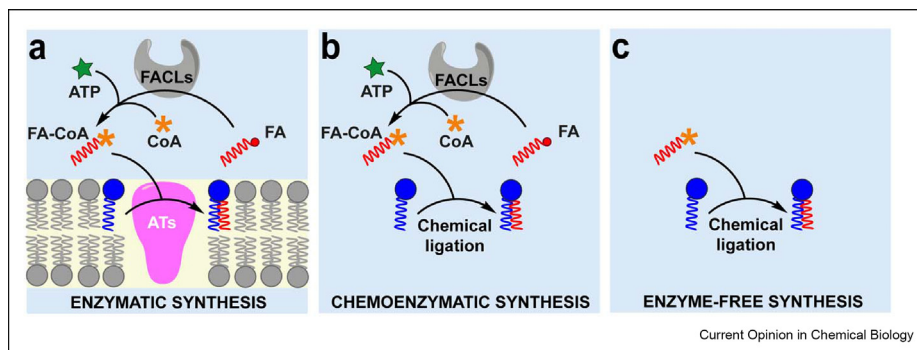 a
FACLs
ATP
FA-CoA
CoA
FA
ATs
ENZYMATIC SYNTHESIS
b
FACLs
ATP
FA-CoA
CoA
FA
Chemical
ligation
CHEMOENZYMATIC SYNTHESIS
c
Chemical
ligation
ENZYME-FREE SYNTHESIS
Current Opinion in Chemical Biology